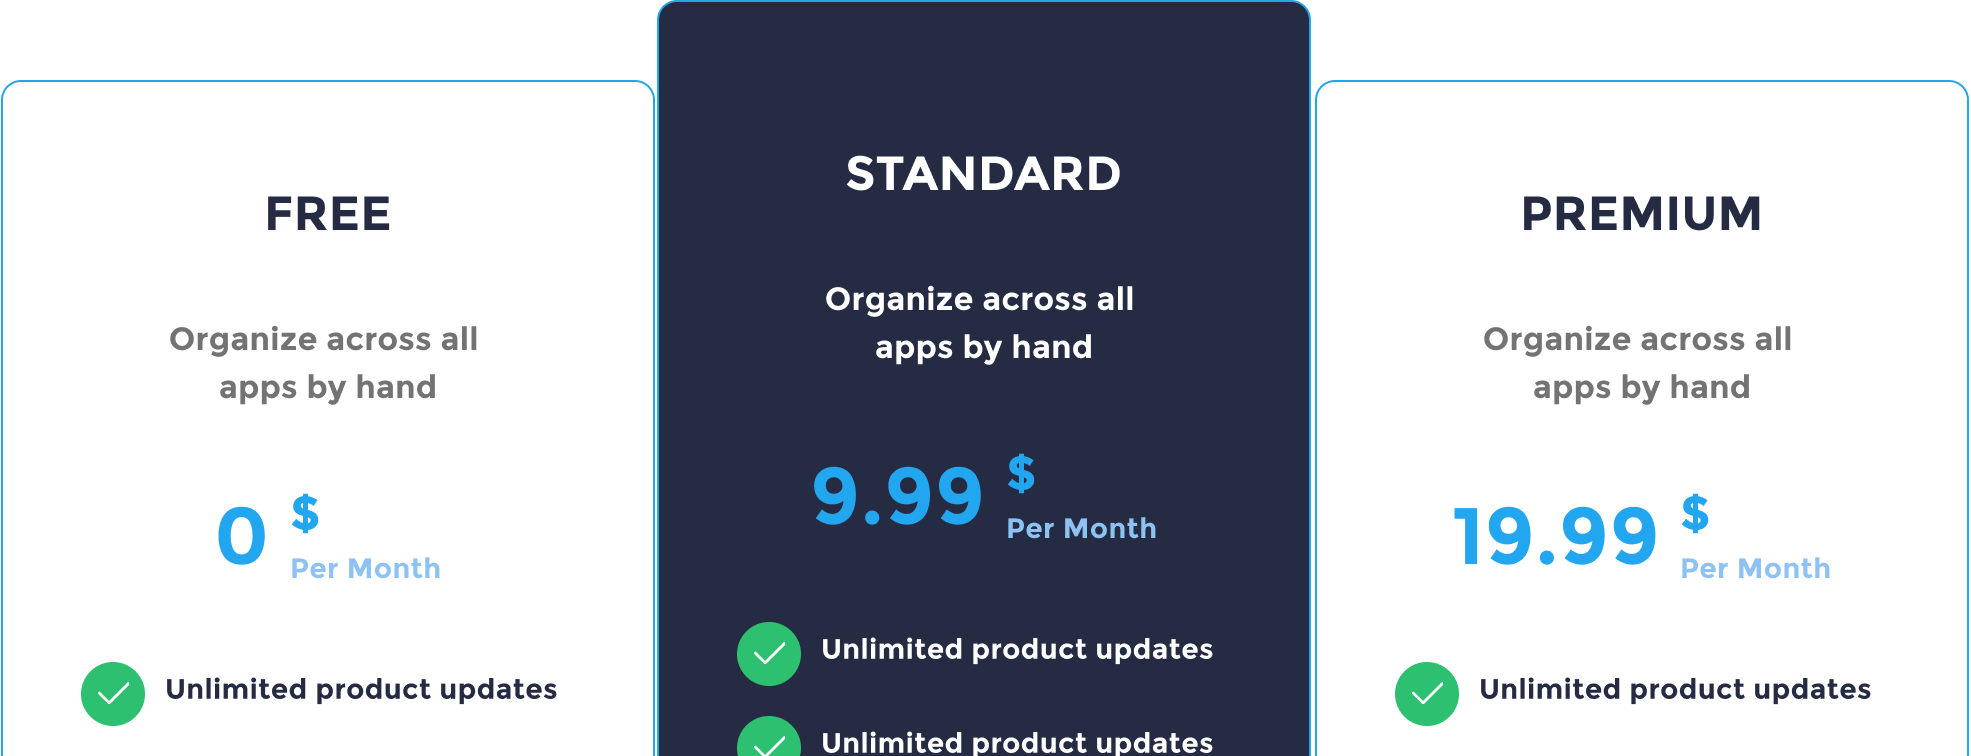 FREE
Organize across all
apps by hand
0 $
Per Month
Unlimited product updates
STANDARD
Organize across all
apps by hand
9.99 $
Per Month
Unlimited product updates
Unlimited product updates
PREMIUM
Organize across all
apps by hand
19.99 $
Per Month
Unlimited product updates